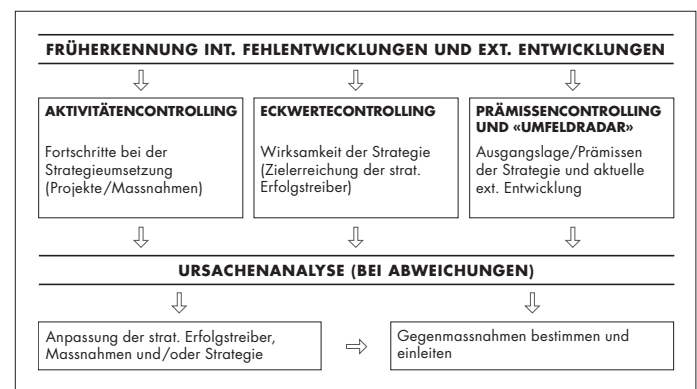 FRÜHERKENNUNG INT. FEHLENTWICKLUNGEN UND EXT. ENTWICKLUNGEN
AKTIVITÄTENCONTROLLING
Fortschritte bei der
Strategieumsetzung
(Projekte/Massnahmen)
ECKWERTECONTROLLING
Wirksamkeit der Strategie
(Zielerreichung der strat.
Erfolgstreiber)
PRÄMISSENCONTROLLING
UND «UMFELDRADAR»
Ausgangslage/Prämissen
der Strategie und aktuelle
ext. Entwicklung
URSACHENANALYSE (BEI ABWEICHUNGEN)
Anpassung der strat. Erfolgstreiber,
Massnahmen und/oder Strategie
Gegenmassnahmen bestimmen und
einleiten